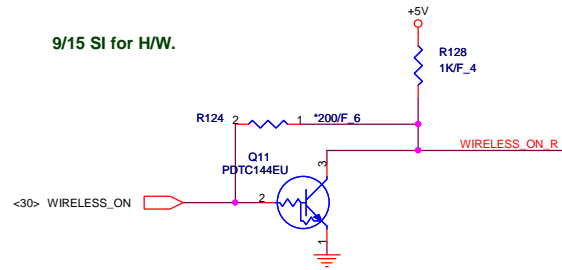 +5V
9/15 SI for H/W.
R128
1K/F_4
R124 2 1 *200/F_6
WIRELESS_ON_R
Q11
PDTC144EU
3
<30> WIRELESS_ON 2
1